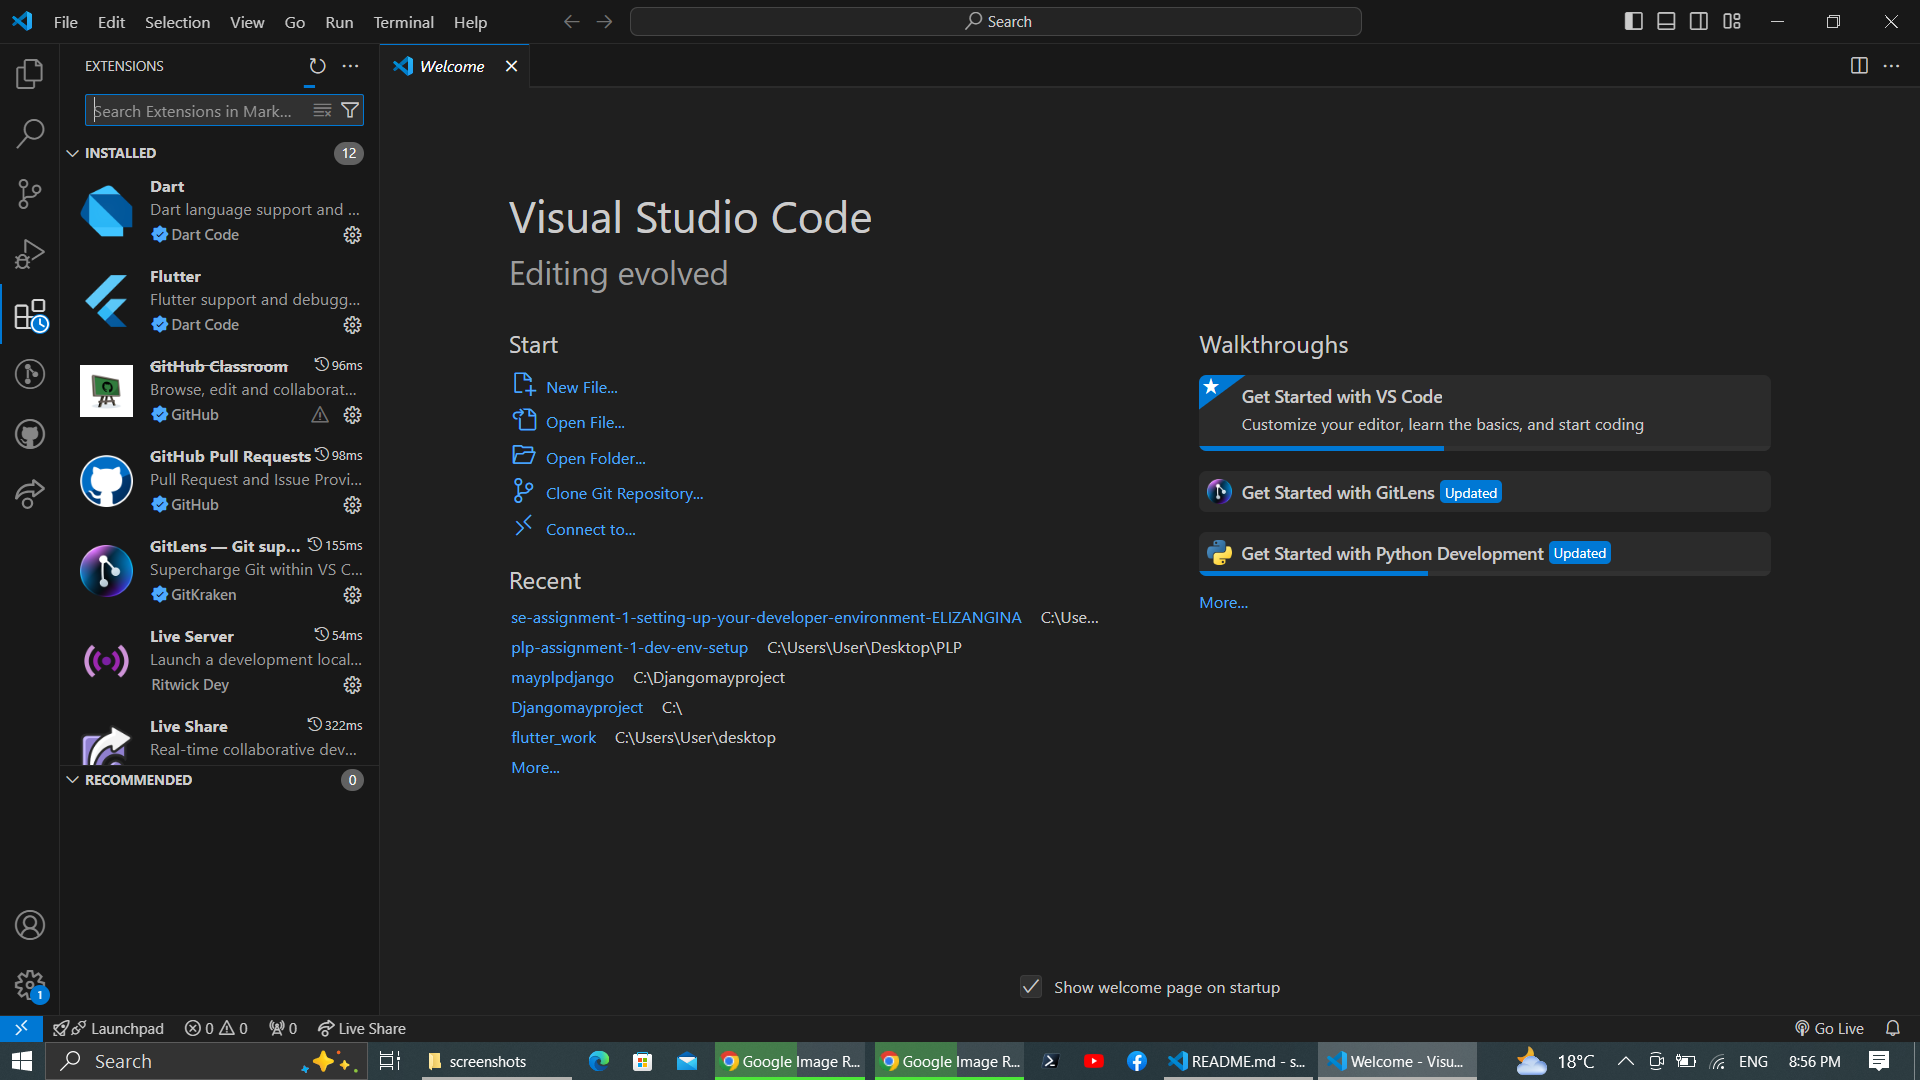 File Edit Selection View Go Run Terminal Help
Search
EXTENSIONS
Welcome
Search Extensions in Mark...
INSTALLED 12
Dart
Dart language support and ...
Dart Code
Flutter
Flutter support and debugg...
Dart Code
GitHub Classroom 96ms
Browse, edit and collaborat...
GitHub
GitHub Pull Requests 98ms
Pull Request and Issue Provi...
GitHub
GitLens — Git sup... 155ms
Supercharge Git within VS C...
GitKraken
Live Server 54ms
Launch a development local...
Ritwick Dey
Live Share 322ms
Real-time collaborative dev...
RECOMMENDED 0
1
Visual Studio Code
Editing evolved
Start
New File...
Open File...
Open Folder...
Clone Git Repository...
Connect to...
Recent
se-assignment-1-setting-up-your-developer-environment-ELIZANGINA C:\Use...
plp-assignment-1-dev-env-setup C:\Users\User\Desktop\PLP
mayplpdjango C:\Djangomayproject
Djangomayproject C:\
flutter_work C:\Users\User\desktop
More...
Walkthroughs
Get Started with VS Code
Customize your editor, learn the basics, and start coding
Get Started with GitLens Updated
Get Started with Python Development Updated
More...
Show welcome page on startup
Launchpad 0 0 0 Live Share Go Live
Search screenshots Google Image R... Google Image R... README.md - s... Welcome - Visu... 18°C ENG 8:56 PM